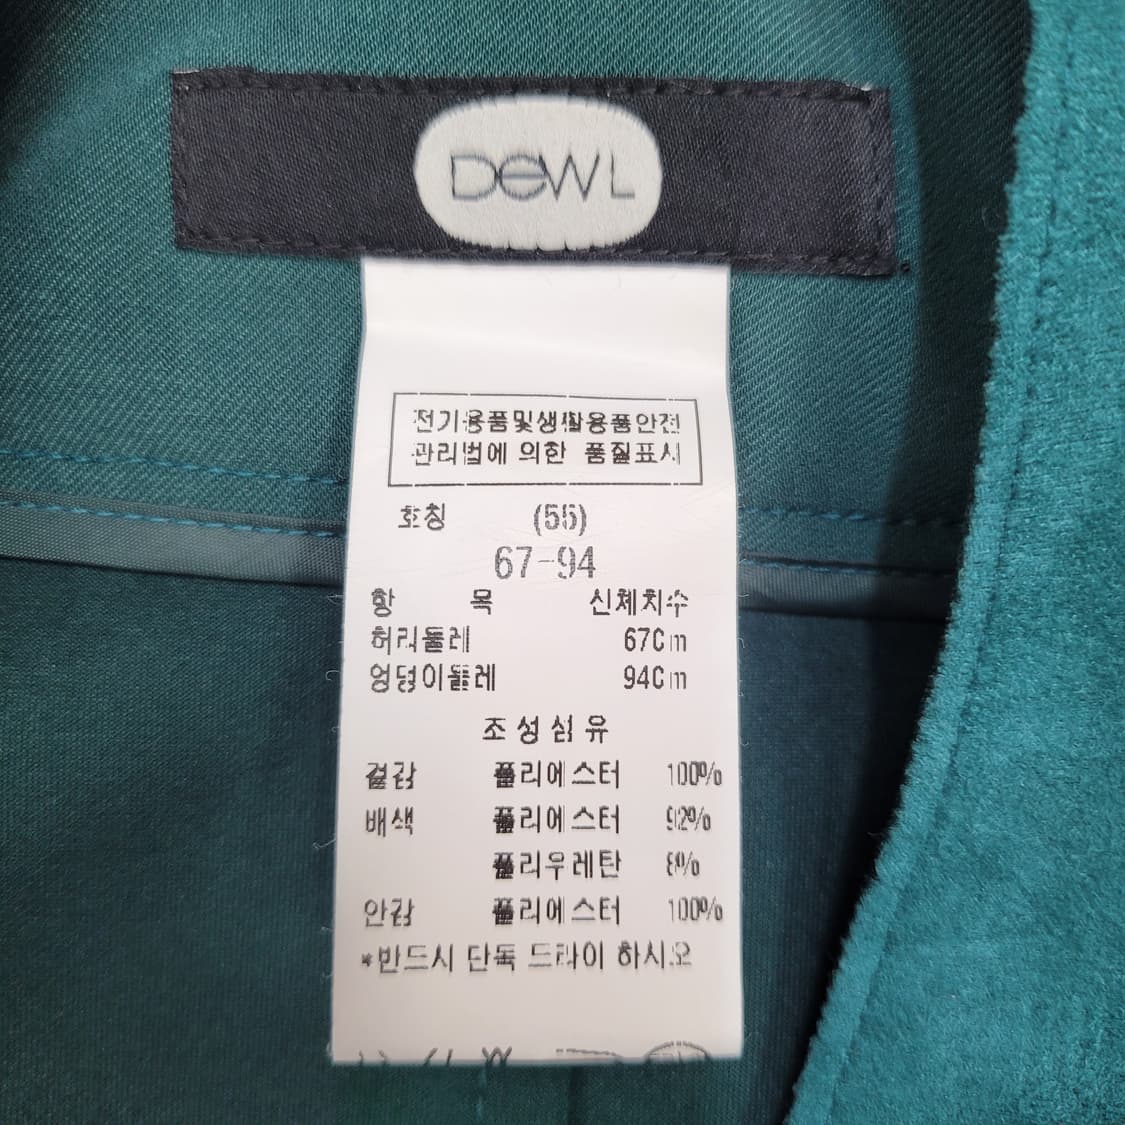 DeWL
전기용품및생활용품안전
관리법에 의한 품질표시
호칭 (55)
67-94
항 목 신체치수
허리둘레 67Cm
엉덩이둘레 94Cm
조성섬유
겉감 폴리에스터 100%
배색 폴리에스터 92%
폴리우레탄 8%
안감 폴리에스터 100%
*반드시 단독 드라이 하시오